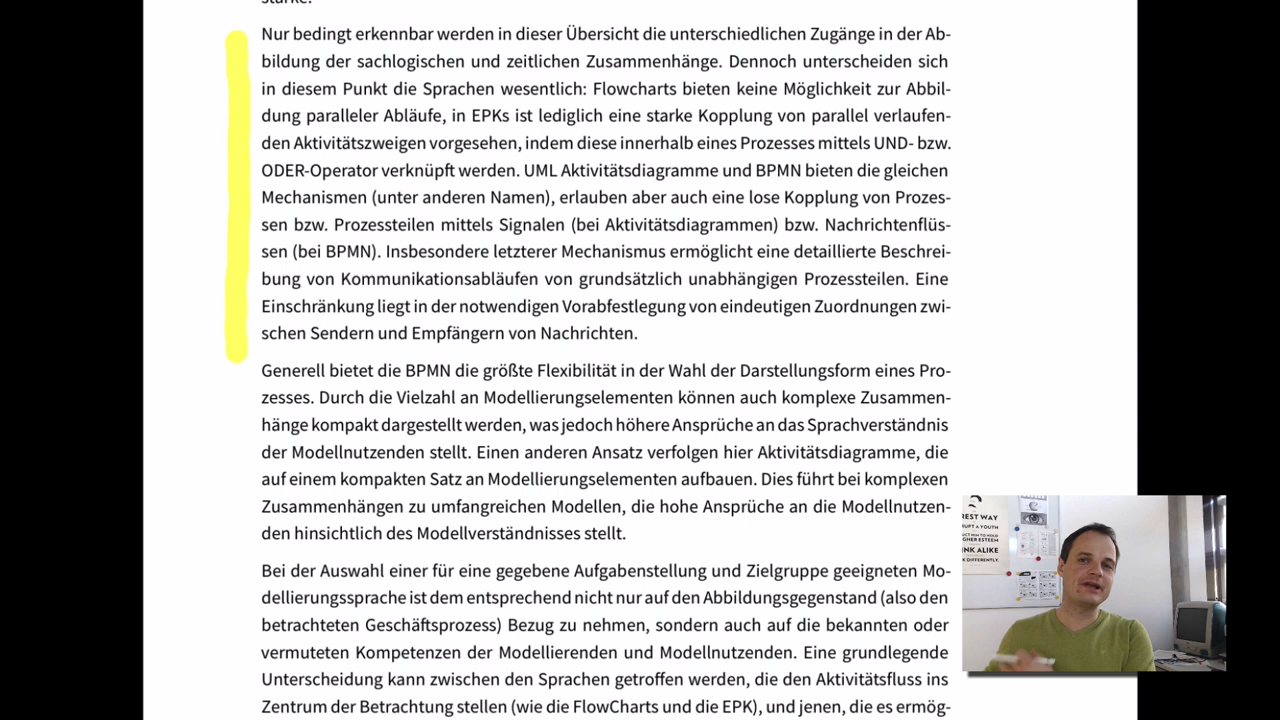 starke.
Nur bedingt erkennbar werden in dieser Übersicht die unterschiedlichen Zugänge in der Ab-
bildung der sachlogischen und zeitlichen Zusammenhänge. Dennoch unterscheiden sich
in diesem Punkt die Sprachen wesentlich: Flowcharts bieten keine Möglichkeit zur Abbil-
dung paralleler Abläufe, in EPKs ist lediglich eine starke Kopplung von parallel verlaufen-
den Aktivitätszweigen vorgesehen, indem diese innerhalb eines Prozesses mittels UND- bzw.
ODER-Operator verknüpft werden. UML Aktivitätsdiagramme und BPMN bieten die gleichen
Mechanismen (unter anderen Namen), erlauben aber auch eine lose Kopplung von Prozes-
sen bzw. Prozessteilen mittels Signalen (bei Aktivitätsdiagrammen) bzw. Nachrichtenflüs-
sen (bei BPMN). Insbesondere letzterer Mechanismus ermöglicht eine detaillierte Beschrei-
bung von Kommunikationsabläufen von grundsätzlich unabhängigen Prozessteilen. Eine
Einschränkung liegt in der notwendigen Vorabfestlegung von eindeutigen Zuordnungen zwi-
schen Sendern und Empfängern von Nachrichten.
Generell bietet die BPMN die größte Flexibilität in der Wahl der Darstellungsform eines Pro-
zesses. Durch die Vielzahl an Modellierungselementen können auch komplexe Zusammen-
hänge kompakt dargestellt werden, was jedoch höhere Ansprüche an das Sprachverständnis
der Modellnutzenden stellt. Einen anderen Ansatz verfolgen hier Aktivitätsdiagramme, die
auf einem kompakten Satz an Modellierungselementen aufbauen. Dies führt bei komplexen
Zusammenhängen zu umfangreichen Modellen, die hohe Ansprüche an die Modellnutzen-
den hinsichtlich des Modellverständnisses stellt.
Bei der Auswahl einer für eine gegebene Aufgabenstellung und Zielgruppe geeigneten Mo-
dellierungssprache ist dem entsprechend nicht nur auf den Abbildungsgegenstand (also den
betrachteten Geschäftsprozess) Bezug zu nehmen, sondern auch auf die bekannten oder
vermuteten Kompetenzen der Modellierenden und Modellnutzenden. Eine grundlegende
Unterscheidung kann zwischen den Sprachen getroffen werden, die den Aktivitätsfluss ins
Zentrum der Betrachtung stellen (wie die FlowCharts und die EPK), und jenen, die es ermög-
REST WAY
RUPT A YOUTH
HIGHER ESTEEM
INK ALIKE
DIFFERENTLY.